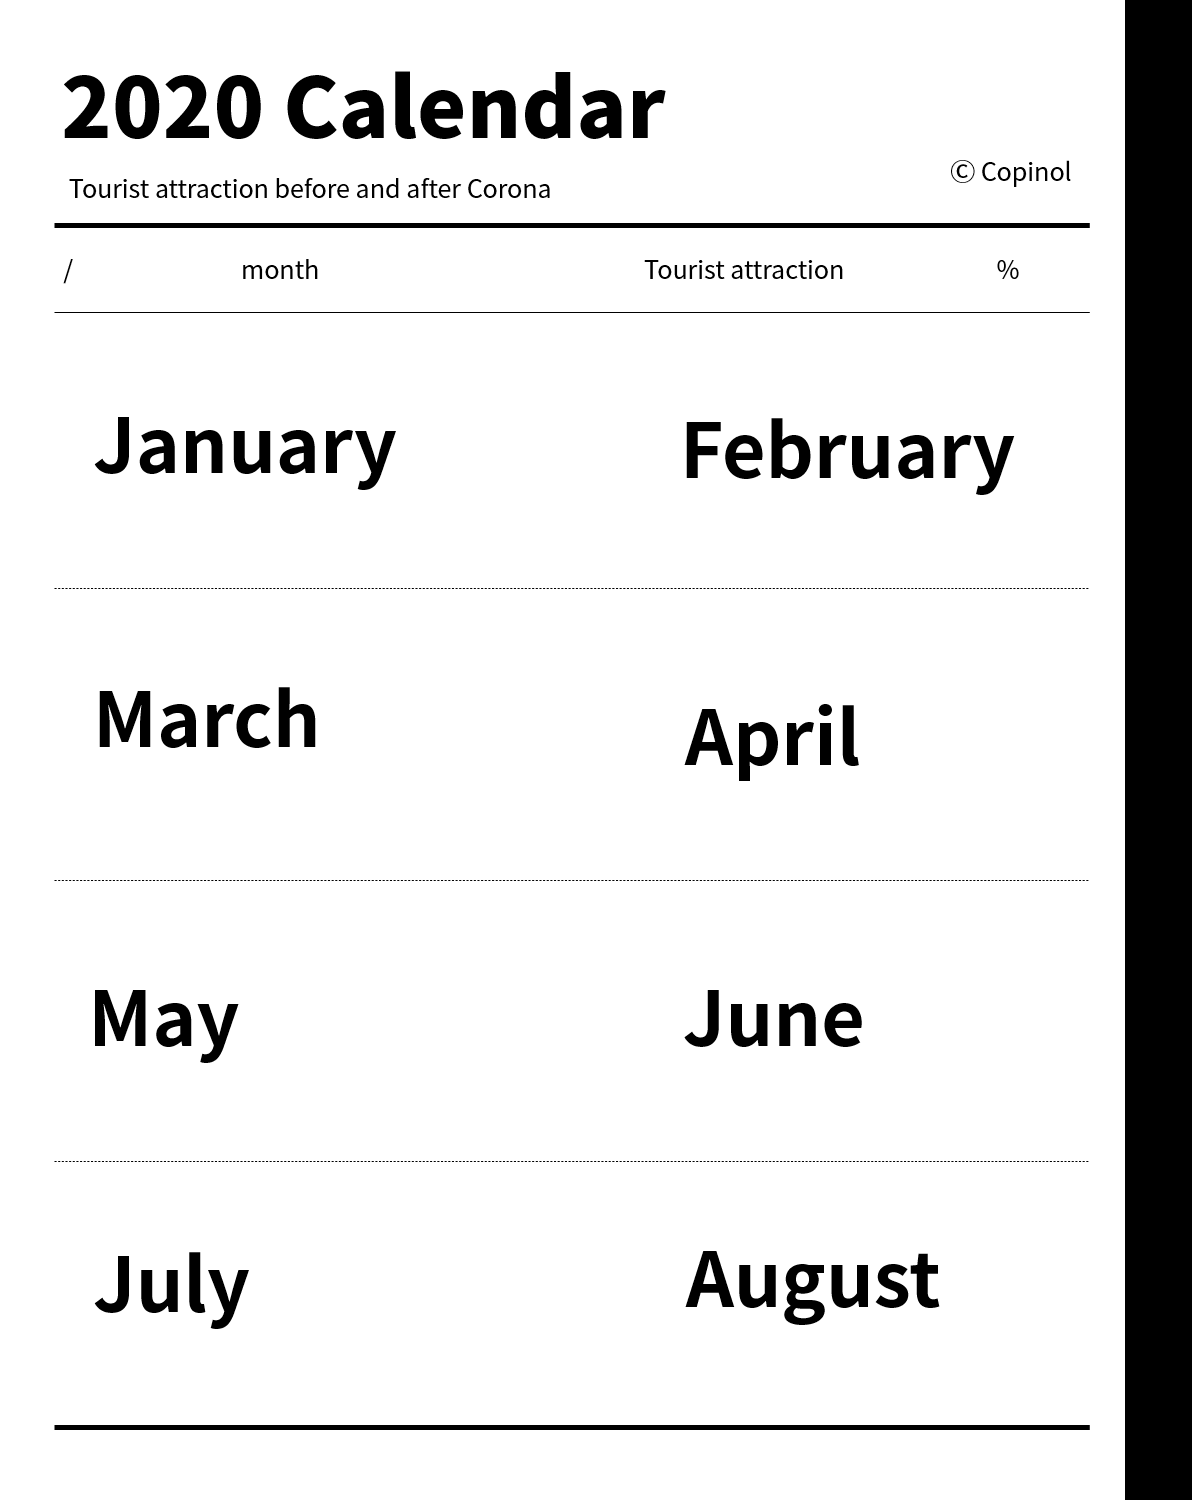 2020 Calendar
Tourist attraction before and after Corona
Ⓒ Copinol
/ month Tourist attraction %
January February
March April
May June
July August